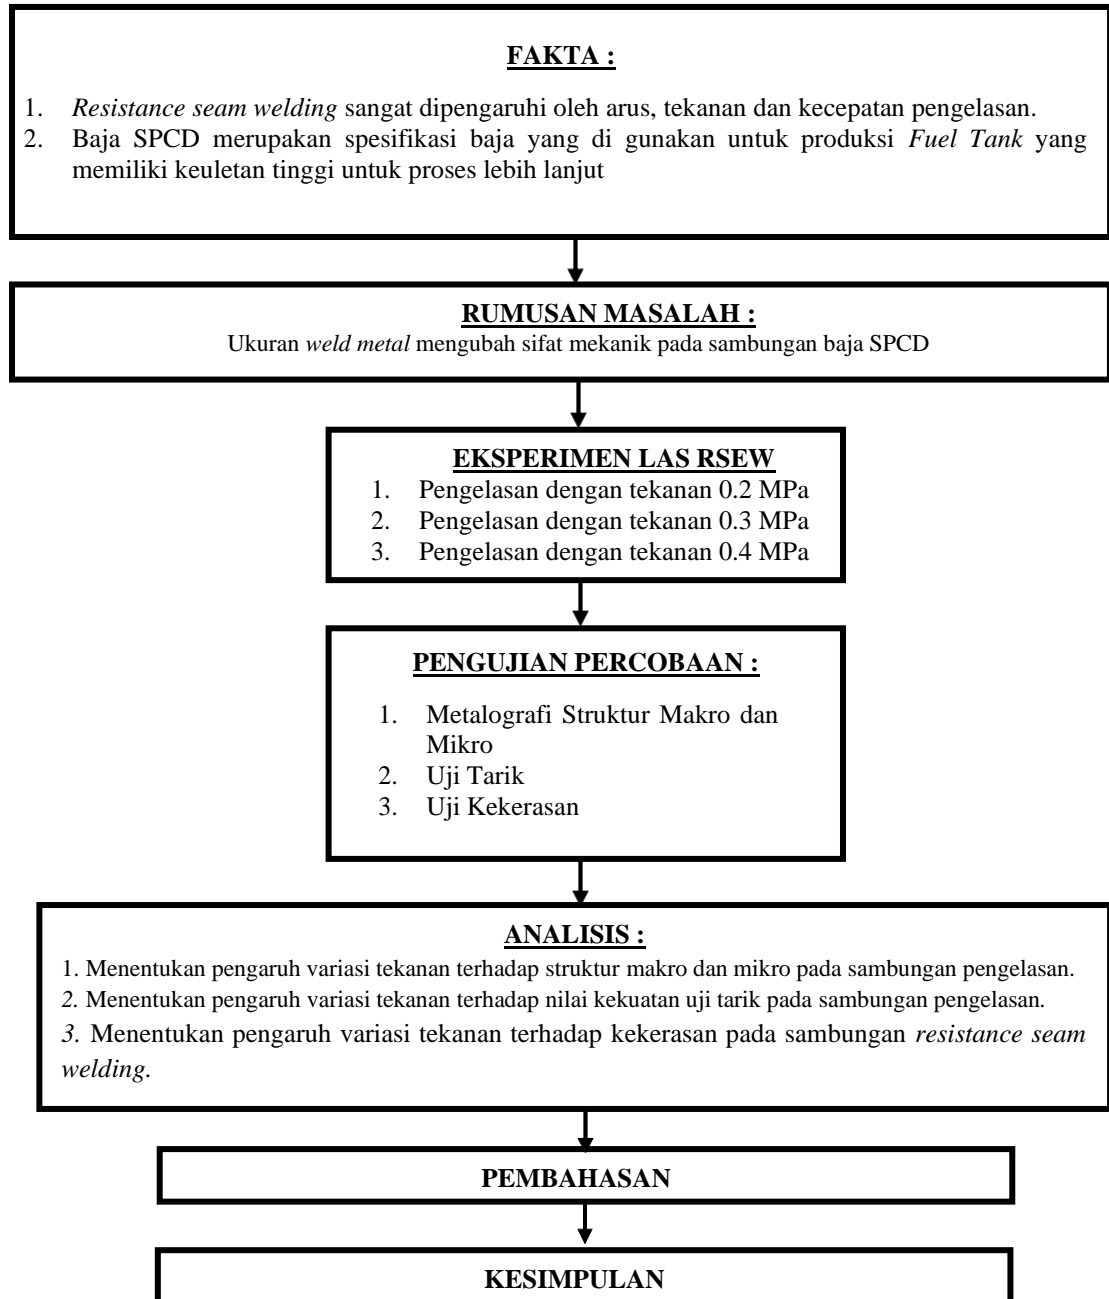 FAKTA :
1. Resistance seam welding sangat dipengaruhi oleh arus, tekanan dan kecepatan pengelasan.
2. Baja SPCD merupakan spesifikasi baja yang di gunakan untuk produksi Fuel Tank yang
memiliki keuletan tinggi untuk proses lebih lanjut
RUMUSAN MASALAH :
Ukuran weld metal mengubah sifat mekanik pada sambungan baja SPCD
EKSPERIMEN LAS RSEW
1. Pengelasan dengan tekanan 0.2 MPa
2. Pengelasan dengan tekanan 0.3 MPa
3. Pengelasan dengan tekanan 0.4 MPa
PENGUJIAN PERCOBAAN :
1. Metalografi Struktur Makro dan
Mikro
2. Uji Tarik
3. Uji Kekerasan
ANALISIS :
1. Menentukan pengaruh variasi tekanan terhadap struktur makro dan mikro pada sambungan pengelasan.
2. Menentukan pengaruh variasi tekanan terhadap nilai kekuatan uji tarik pada sambungan pengelasan.
3. Menentukan pengaruh variasi tekanan terhadap kekerasan pada sambungan resistance seam
welding.
PEMBAHASAN
KESIMPULAN